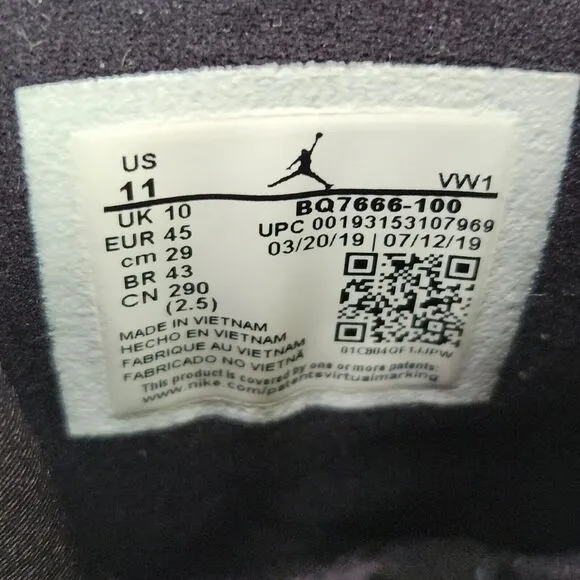 US
11
VW1
UK 10
BQ7666-100
EUR 45
UPC 00193153107969
cm 29
03/20/19 | 07/12/19
BR 43
CN 290
(2.5)
MADE IN VIETNAM
HECHO EN VIETNAM
FABRIQUE AU VIETNAM
FABRICADO NO VIETNÃ
This product is covered by one or more patents:
www.nike.com/patentsvirtualmarking